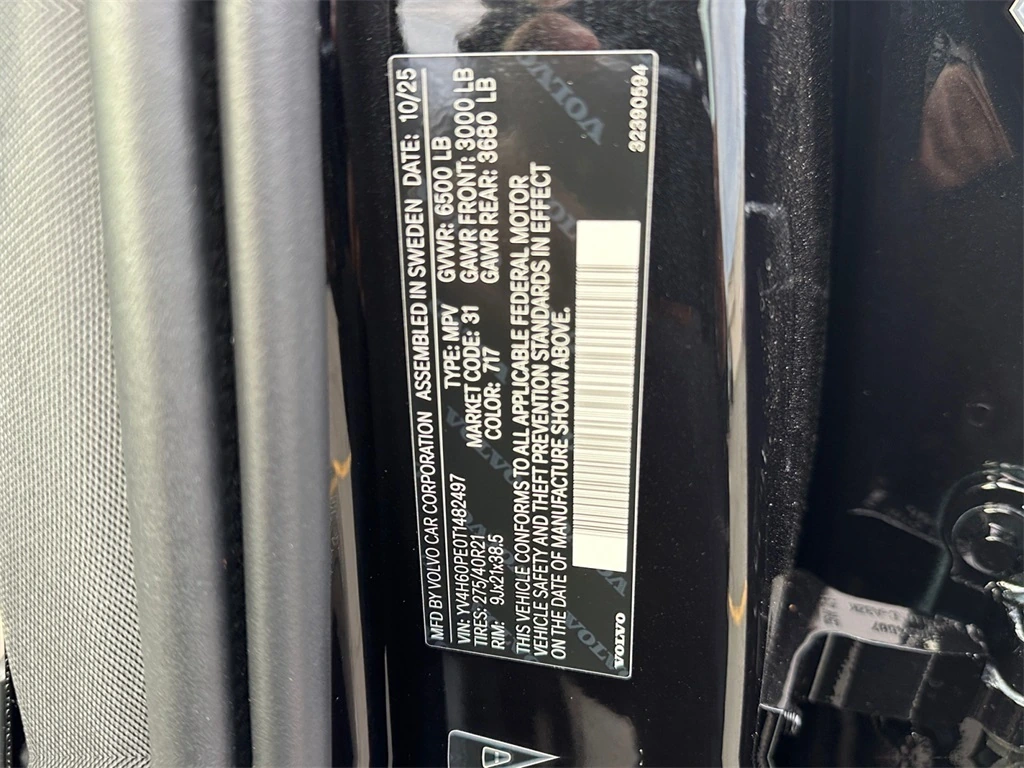 MFD BY VOLVO CAR CORPORATION ASSEMBLED IN SWEDEN DATE: 10/25
VIN: YV4H60PE0T1482497 TYPE: MPV GVWR: 6500 LB
TIRES: 275/40R21 MARKET CODE: 31 GAWR FRONT: 3000 LB
RIM: 9Jx21x38.5 COLOR: 717 GAWR REAR: 3680 LB
THIS VEHICLE CONFORMS TO ALL APPLICABLE FEDERAL MOTOR
VEHICLE SAFETY AND THEFT PREVENTION STANDARDS IN EFFECT
ON THE DATE OF MANUFACTURE SHOWN ABOVE.
VOLVO
32390594